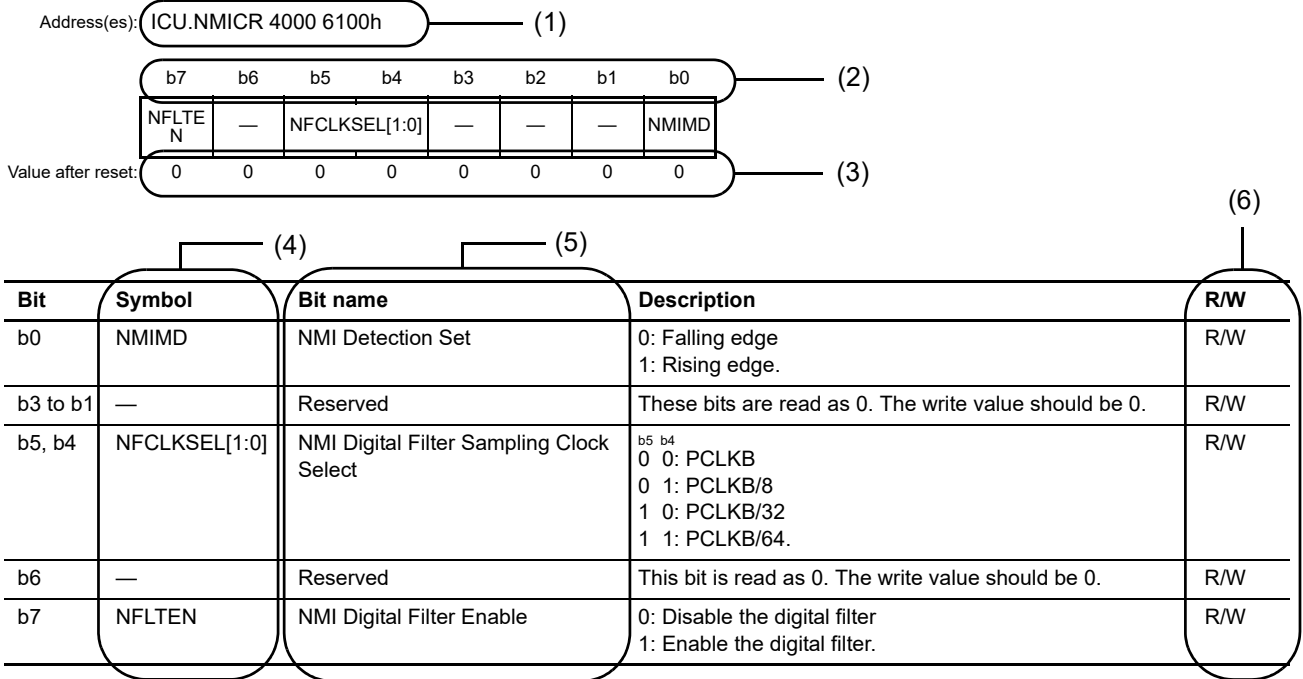 Address(es): ICU.NMICR 4000 6100h (1)
b7 b6 b5 b4 b3 b2 b1 b0 (2)
NFLTE
N — NFCLKSEL[1:0] — — — NMIMD
Value after reset: 0 0 0 0 0 0 0 0 (3)
(6)
(4) (5)
Bit Symbol Bit name Description R/W
b0 NMIMD NMI Detection Set 0: Falling edge R/W
1: Rising edge.
b3 to b1 — Reserved These bits are read as 0. The write value should be 0. R/W
b5, b4 NFCLKSEL[1:0] NMI Digital Filter Sampling Clock b5 b4 R/W
Select 0 0: PCLKB
0 1: PCLKB/8
1 0: PCLKB/32
1 1: PCLKB/64.
b6 — Reserved This bit is read as 0. The write value should be 0. R/W
b7 NFLTEN NMI Digital Filter Enable 0: Disable the digital filter R/W
1: Enable the digital filter.